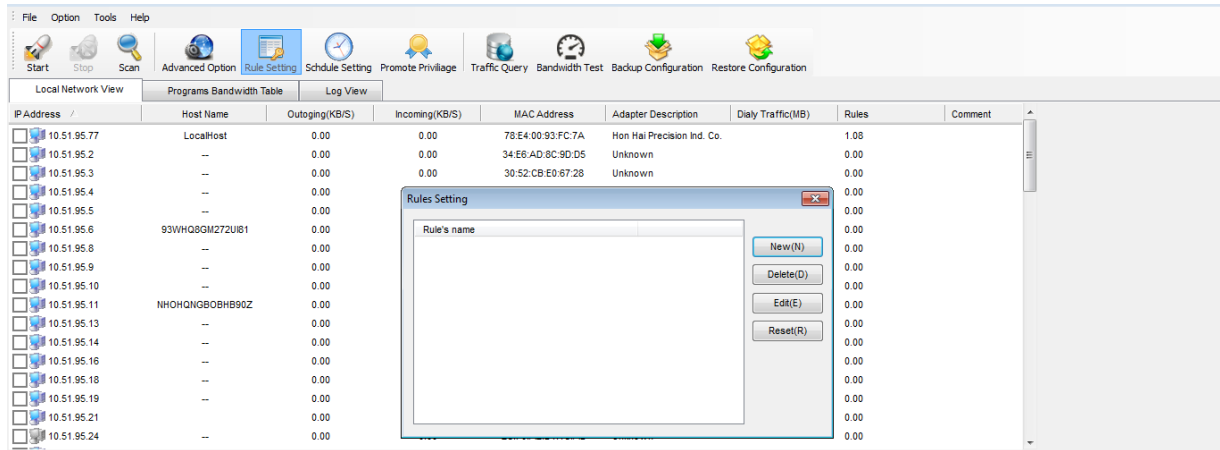 File Option Tools Help
Start Stop Scan Advanced Option Rule Setting Schdule Setting Promote Priviliage Traffic Query Bandwidth Test Backup Configuration Restore Configuration
Local Network View Programs Bandwidth Table Log View
IP Address Host Name Outoging(KB/S) Incoming(KB/S) MAC Address Adapter Description Dialy Traffic(MB) Rules Comment
10.51.95.77 LocalHost 0.00 0.00 78:E4:00:93:FC:7A Hon Hai Precision Ind. Co. 1.08
10.51.95.2 -- 0.00 0.00 34:E6:AD:8C:9D:D5 Unknown 0.00
10.51.95.3 -- 0.00 0.00 30:52:CB:E0:67:28 Unknown 0.00
10.51.95.4 -- 0.00 0.00
Rules Setting
10.51.95.5 -- 0.00 0.00
10.51.95.6 93WHQ8GM272UI81 0.00 0.00
Rule's name
10.51.95.8 -- 0.00 New(N) 0.00
10.51.95.9 -- 0.00 0.00
Delete(D)
10.51.95.10 -- 0.00 0.00
10.51.95.11 NHOHQNGBOBHB90Z 0.00 Edit(E) 0.00
10.51.95.13 -- 0.00 0.00
Reset(R)
10.51.95.14 -- 0.00 0.00
10.51.95.16 -- 0.00 0.00
10.51.95.18 -- 0.00 0.00
10.51.95.19 -- 0.00 0.00
10.51.95.21 0.00 0.00
10.51.95.24 -- 0.00 0.00